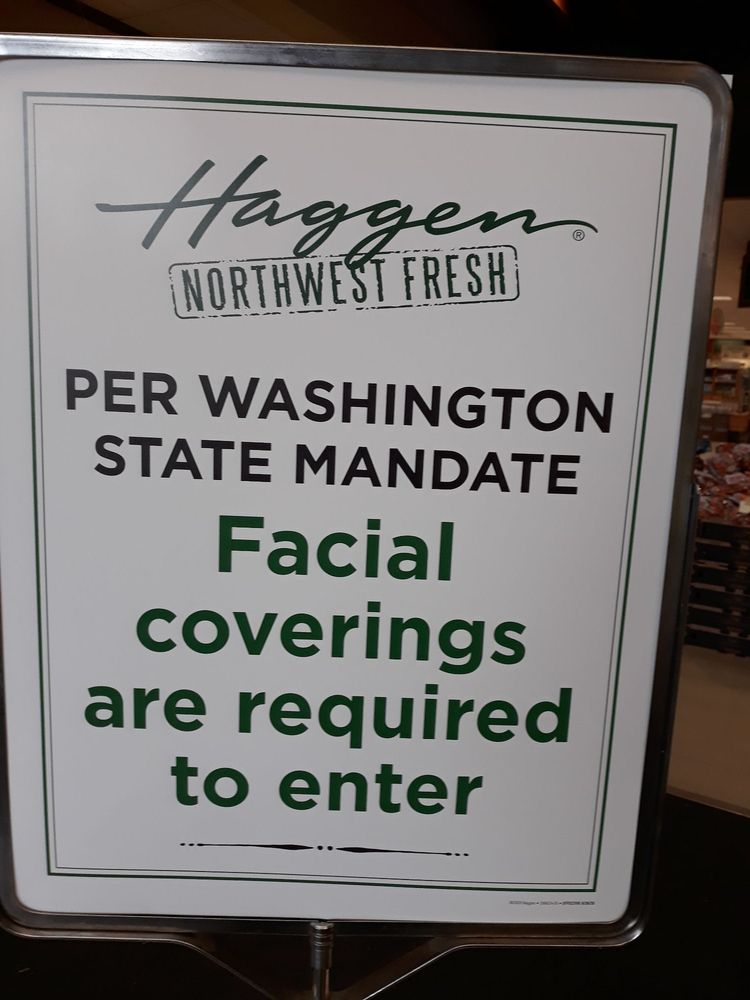 Haggen®
NORTHWEST FRESH
PER WASHINGTON
STATE MANDATE
Facial
coverings
are required
to enter